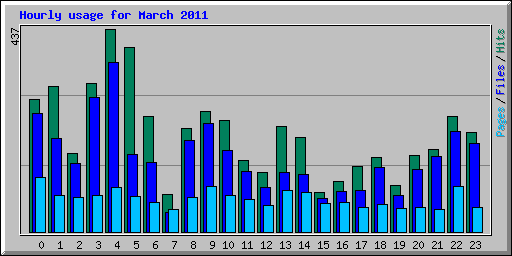 Hourly usage for March 2011
437
Pages / Files / Hits
0 1 2 3 4 5 6 7 8 9 10 11 12 13 14 15 16 17 18 19 20 21 22 23